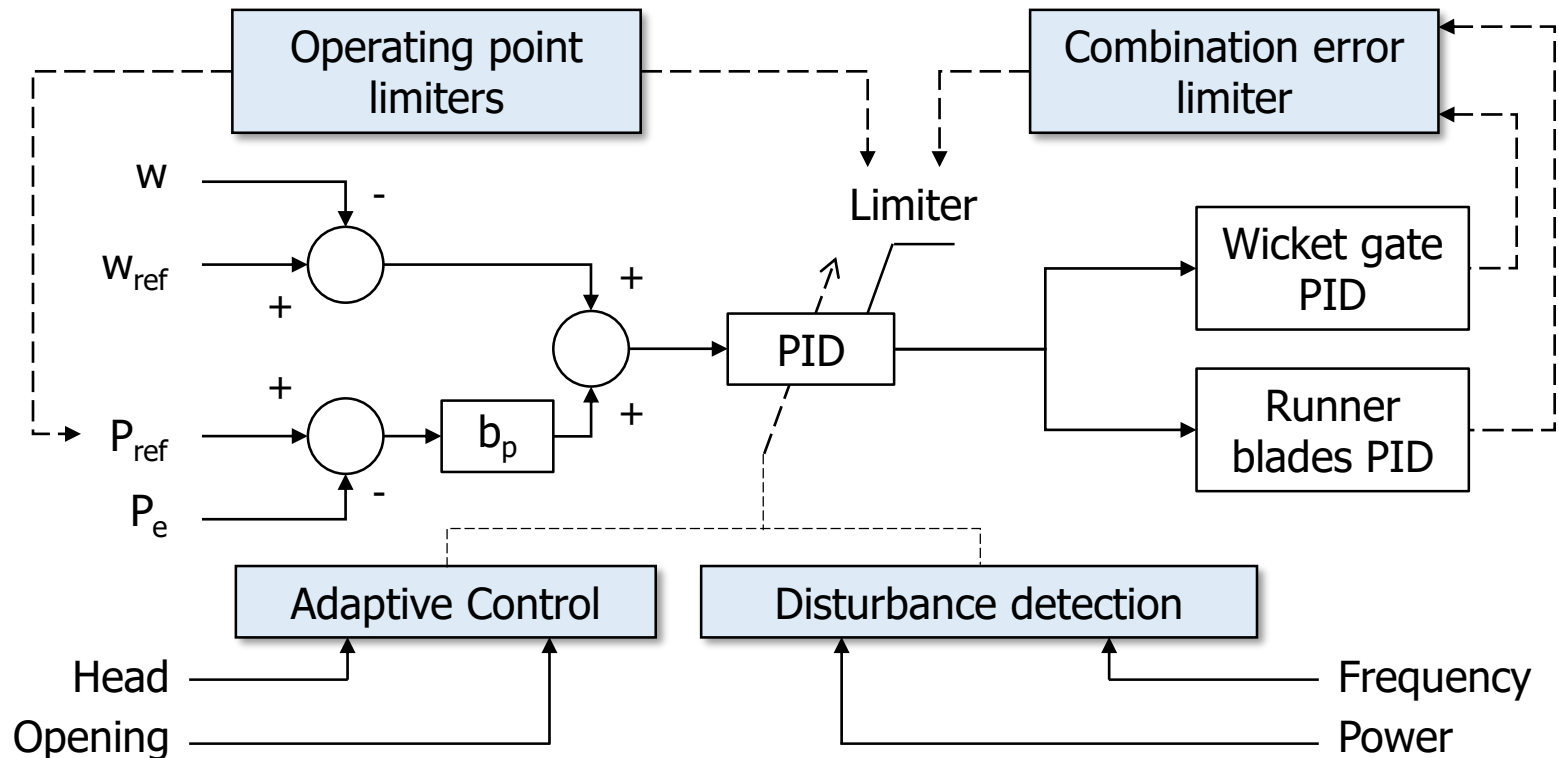 Operating point
limiters
Combination error
limiter
w
-
Limiter
w_ref
+
+
Wicket gate
PID
PID
+
P_ref
b_p
+
Runner
blades PID
-
P_e
Adaptive Control
Disturbance detection
Head
Frequency
Opening
Power